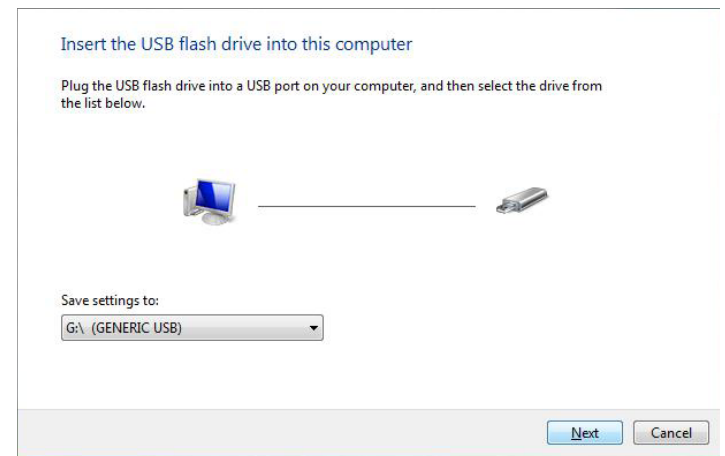 Insert the USB flash drive into this computer
Plug the USB flash drive into a USB port on your computer, and then select the drive from
the list below.
Save settings to:
G:\ (GENERIC USB)
Next
Cancel